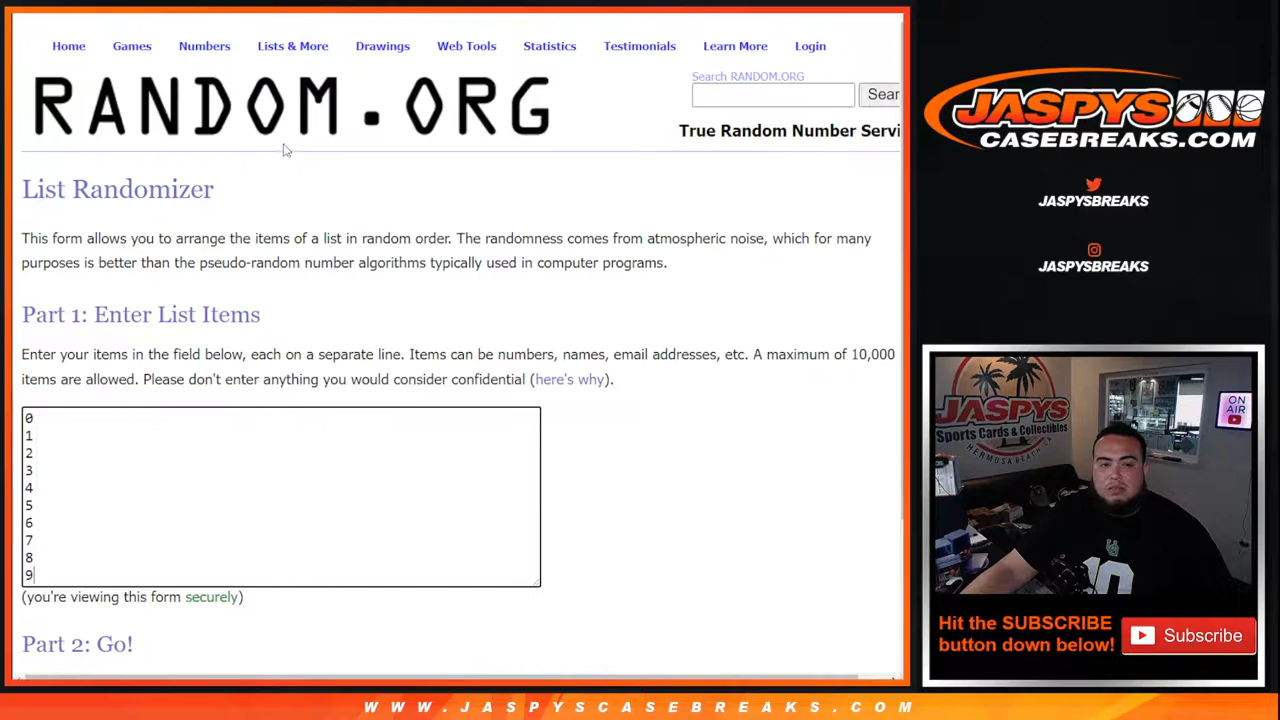 Home Games Numbers Lists & More Drawings Web Tools Statistics Testimonials Learn More Login
RANDOM.ORG
Search RANDOM.ORG
Sear
True Random Number Servi
List Randomizer
This form allows you to arrange the items of a list in random order. The randomness comes from atmospheric noise, which for many
purposes is better than the pseudo-random number algorithms typically used in computer programs.
Part 1: Enter List Items
Enter your items in the field below, each on a separate line. Items can be numbers, names, email addresses, etc. A maximum of 10,000
items are allowed. Please don't enter anything you would consider confidential (here's why).
0
1
2
3
4
5
6
7
8
9
(you're viewing this form securely)
Part 2: Go!
JASPYS
CASEBREAKS.COM
JASPYSBREAKS
JASPYSBREAKS
JASPYS
Sports Cards & Collectibles
HERMOSA BEACH, CA
ON
AIR
10
Hit the SUBSCRIBE
button down below!
Subscribe
WWW.JASPYSCASEBREAKS.COM